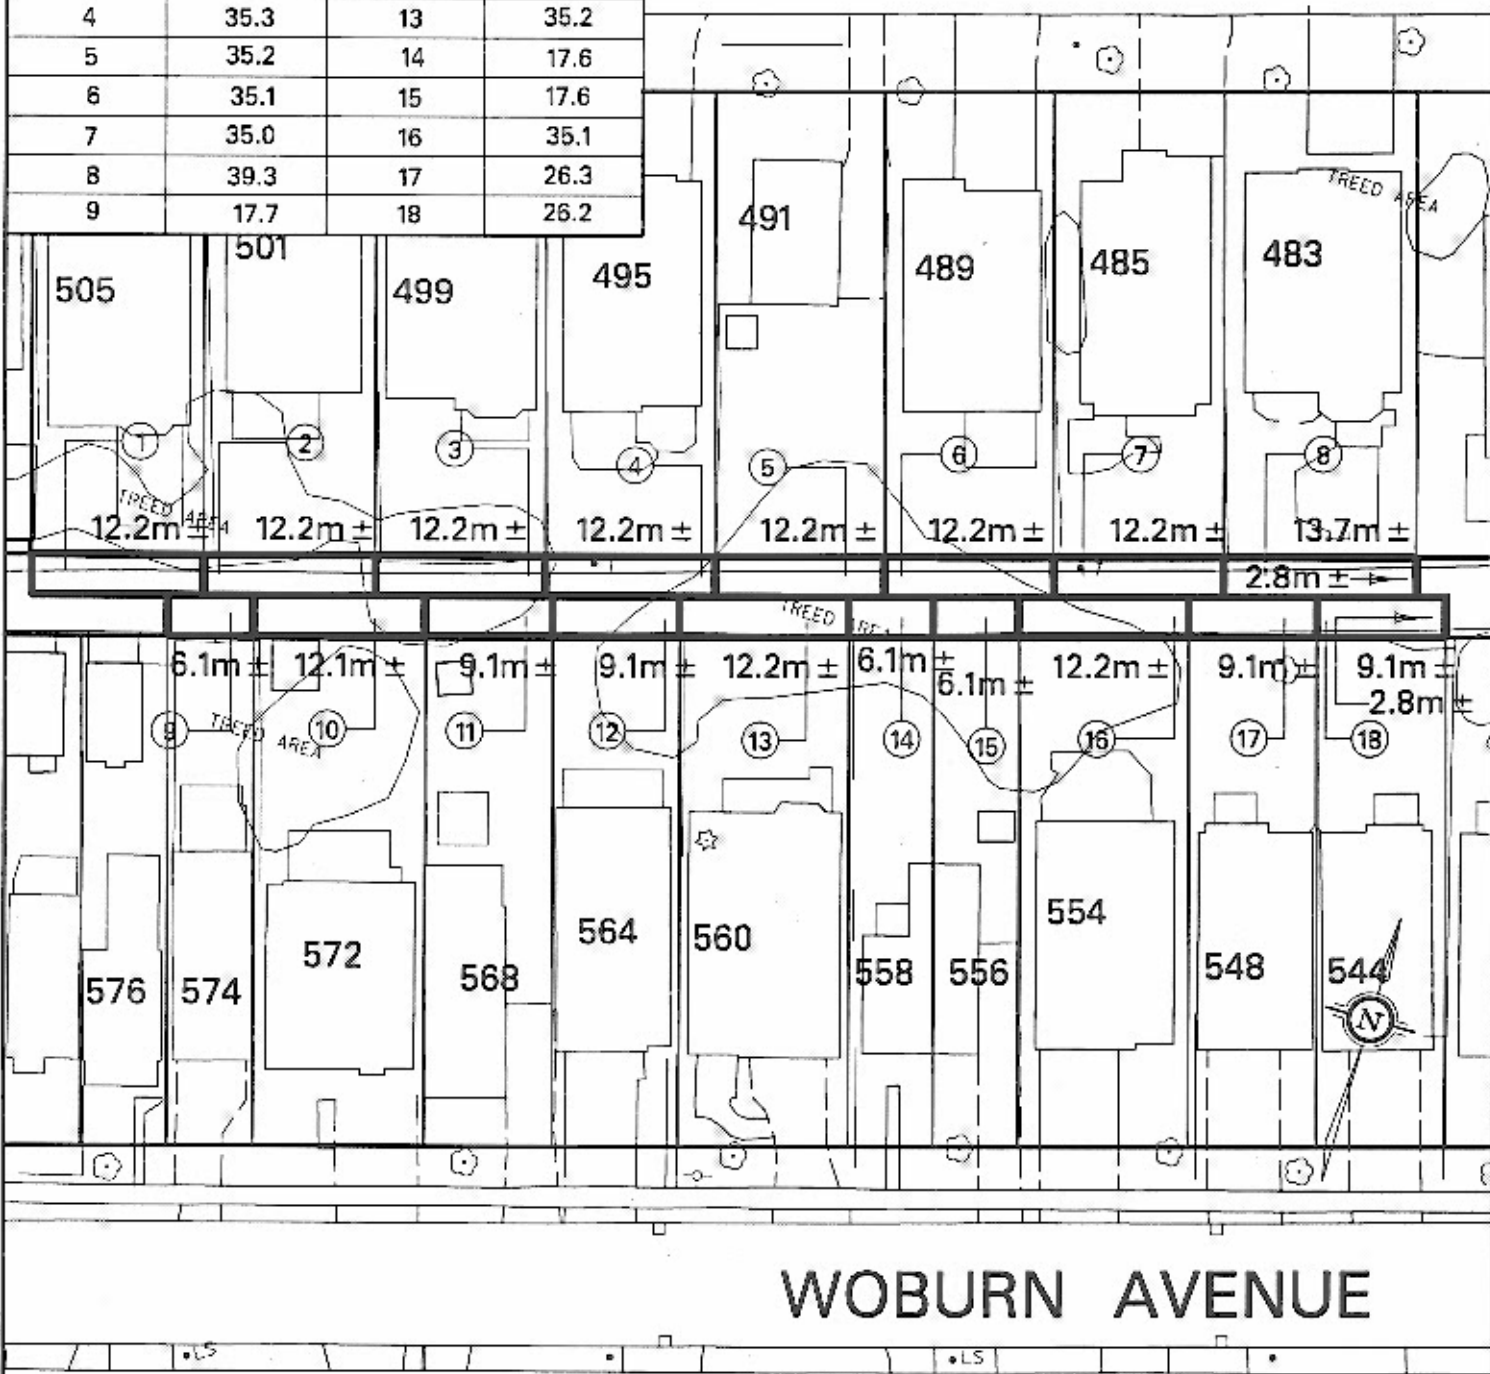 4 35.3 13 35.2
5 35.2 14 17.6
6 35.1 15 17.6
7 35.0 16 35.1
8 39.3 17 26.3
9 17.7 18 26.2
TREED AREA
505 501 499 495 491 489 485 483
1 2 3 4 5 6 7 8
TREED AREA
12.2m ± 12.2m ± 12.2m ± 12.2m ± 12.2m ± 12.2m ± 12.2m ± 13.7m ±
2.8m ±
TREED AREA
6.1m ± 12.1m ± 9.1m ± 9.1m ± 12.2m ± 6.1m ± 6.1m ± 12.2m ± 9.1m ± 9.1m ±
2.8m ±
9 10 11 12 13 14 15 16 17 18
TREED AREA
576 574 572 568 564 560 558 556 554 548 544
N
WOBURN AVENUE
LS LS